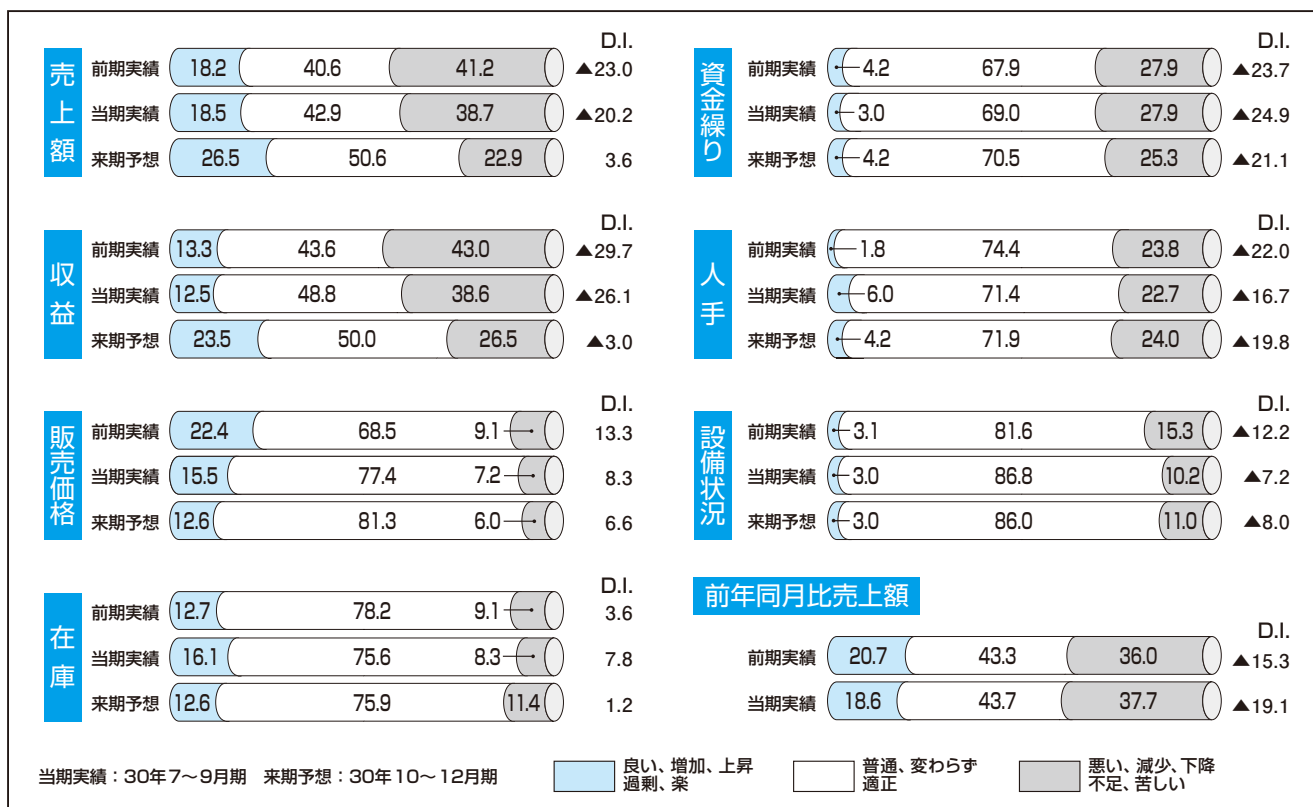 売上額
D.I.
前期実績 18.2 40.6 41.2 ▲23.0
当期実績 18.5 42.9 38.7 ▲20.2
来期予想 26.5 50.6 22.9 3.6
収益
D.I.
前期実績 13.3 43.6 43.0 ▲29.7
当期実績 12.5 48.8 38.6 ▲26.1
来期予想 23.5 50.0 26.5 ▲3.0
販売価格
D.I.
前期実績 22.4 68.5 9.1 13.3
当期実績 15.5 77.4 7.2 8.3
来期予想 12.6 81.3 6.0 6.6
在庫
D.I.
前期実績 12.7 78.2 9.1 3.6
当期実績 16.1 75.6 8.3 7.8
来期予想 12.6 75.9 11.4 1.2
資金繰り
D.I.
前期実績 4.2 67.9 27.9 ▲23.7
当期実績 3.0 69.0 27.9 ▲24.9
来期予想 4.2 70.5 25.3 ▲21.1
人手
D.I.
前期実績 1.8 74.4 23.8 ▲22.0
当期実績 6.0 71.4 22.7 ▲16.7
来期予想 4.2 71.9 24.0 ▲19.8
設備状況
D.I.
前期実績 3.1 81.6 15.3 ▲12.2
当期実績 3.0 86.8 10.2 ▲7.2
来期予想 3.0 86.0 11.0 ▲8.0
前年同月比売上額
D.I.
前期実績 20.7 43.3 36.0 ▲15.3
当期実績 18.6 43.7 37.7 ▲19.1
当期実績：30年7〜9月期 来期予想：30年10〜12月期
良い、増加、上昇
過剰、楽
普通、変わらず
適正
悪い、減少、下降
不足、苦しい